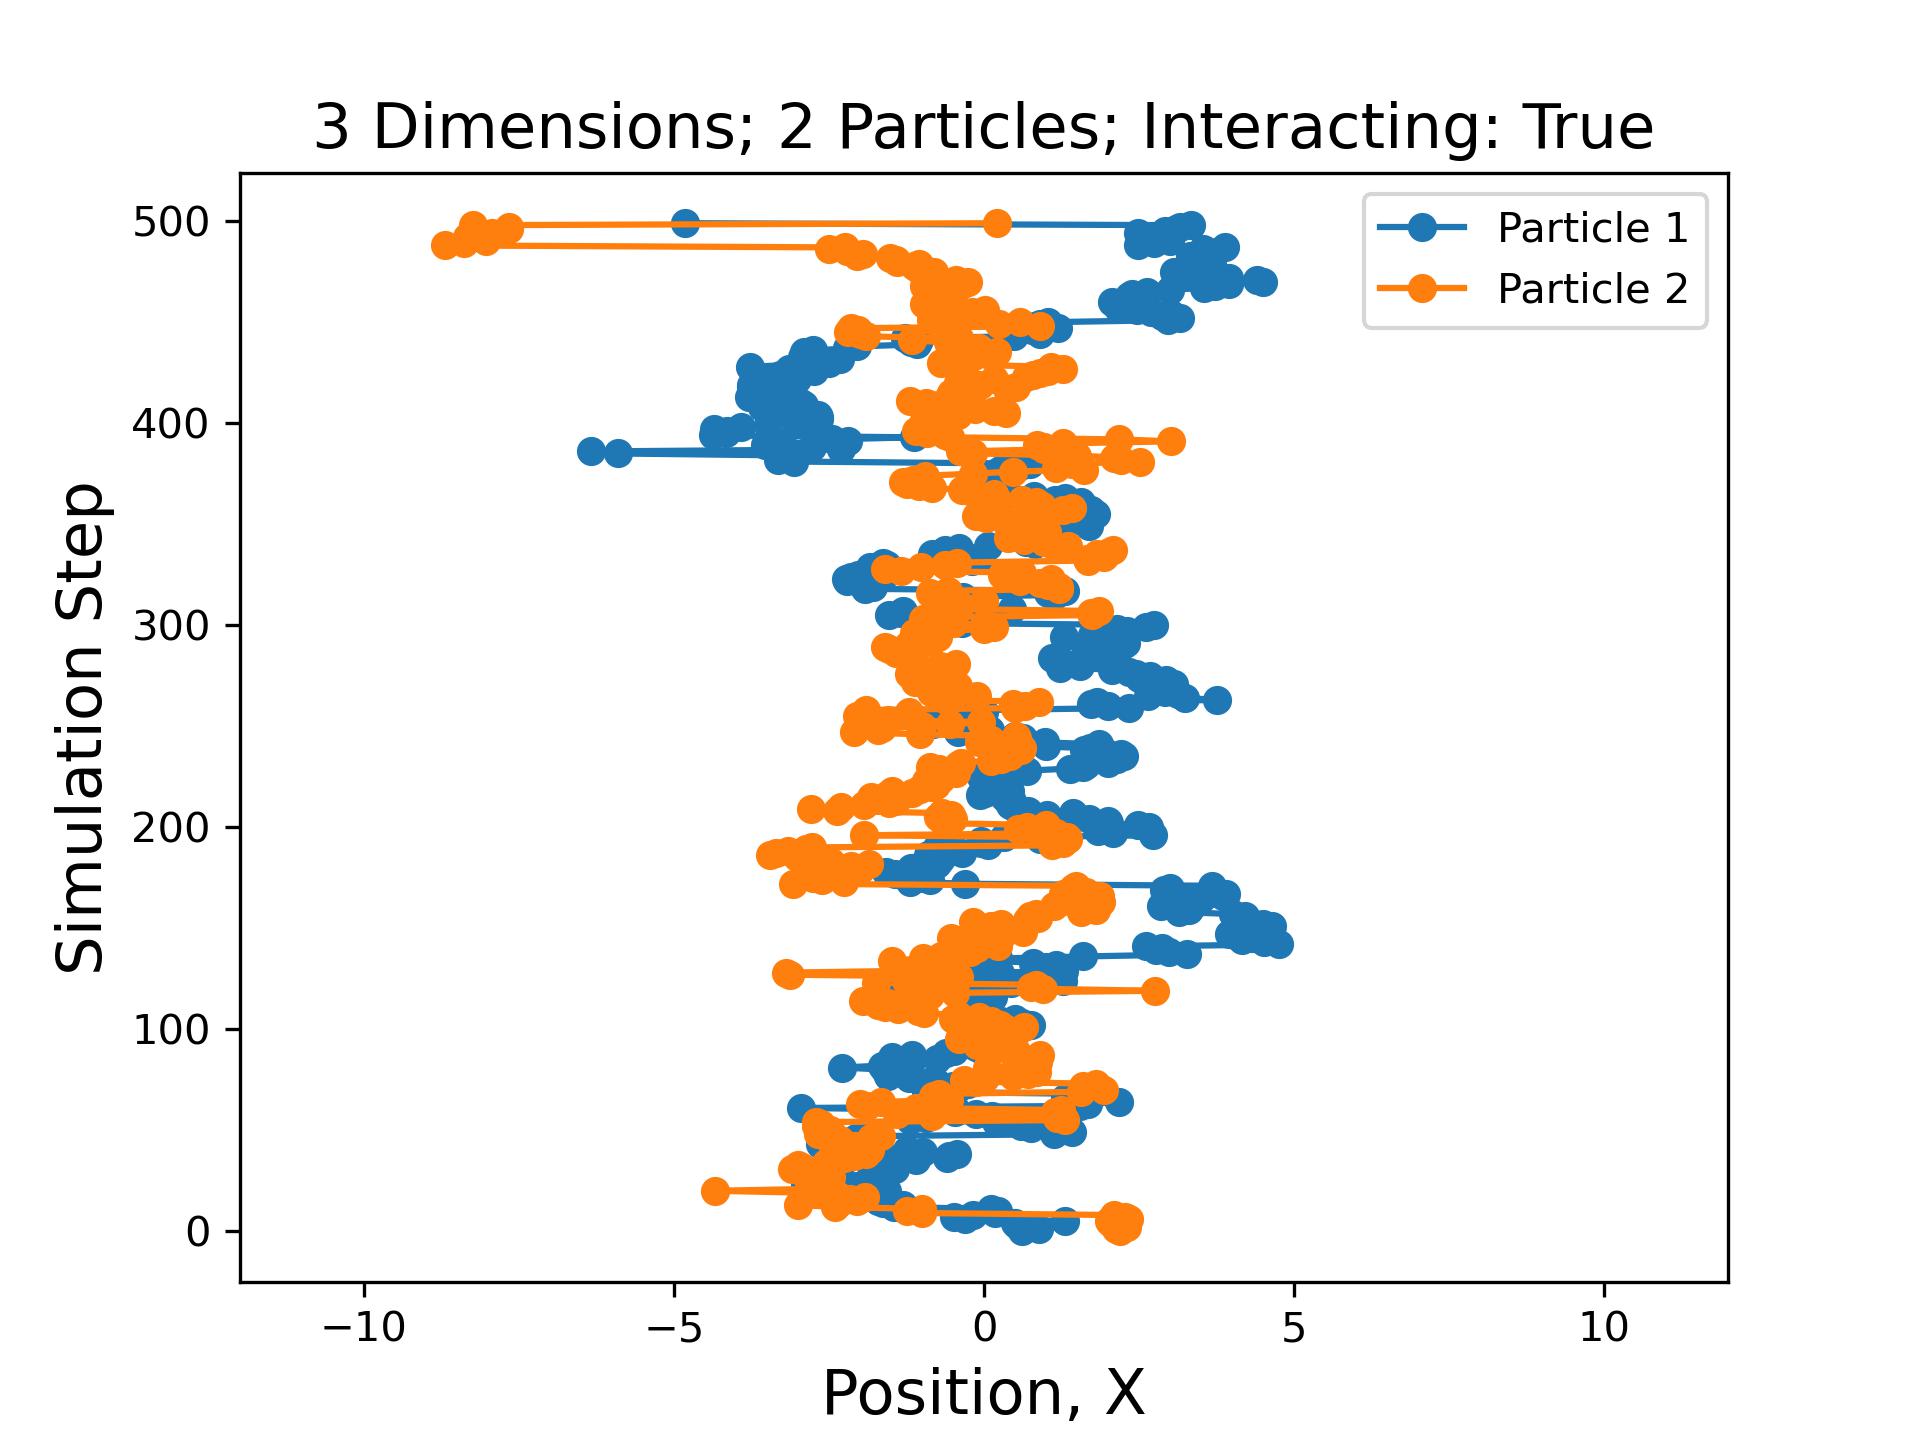 3 Dimensions; 2 Particles; Interacting: True
Particle 1
Particle 2
Simulation Step
500
400
300
200
100
0
−10
−5
0
5
10
Position, X